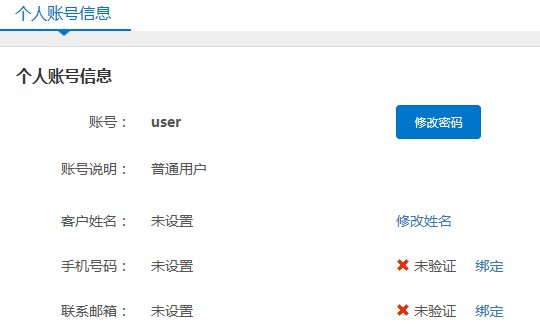 个人账号信息
个人账号信息
账号： user 修改密码
账号说明： 普通用户
客户姓名： 未设置 修改姓名
手机号码： 未设置 未验证 绑定
联系邮箱： 未设置 未验证 绑定